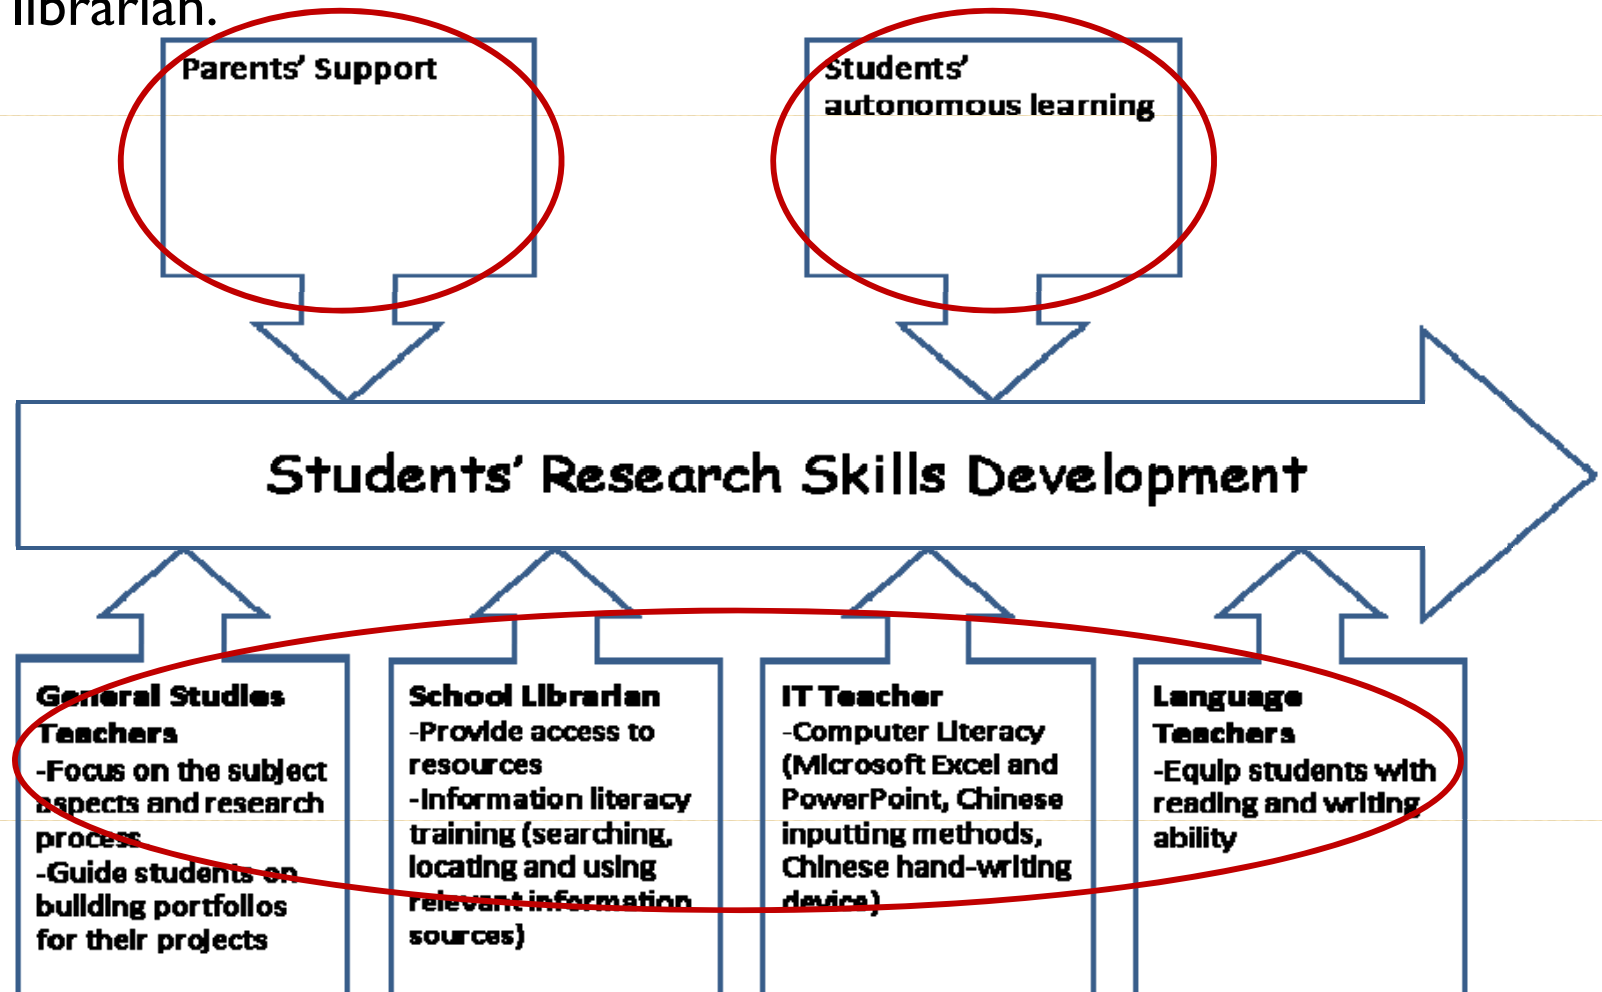 librarian.
Parents' Support
Students'
autonomous learning
Students' Research Skills Development
General Studies
Teachers
-Focus on the subject
aspects and research
process
-Guide students on
building portfolios
for their projects
School Librarian
-Provide access to
resources
-Information literacy
training (searching,
locating and using
relevant information
sources)
IT Teacher
-Computer Literacy
(Microsoft Excel and
PowerPoint, Chinese
inputting methods,
Chinese hand-writing
device)
Language
Teachers
-Equip students with
reading and writing
ability